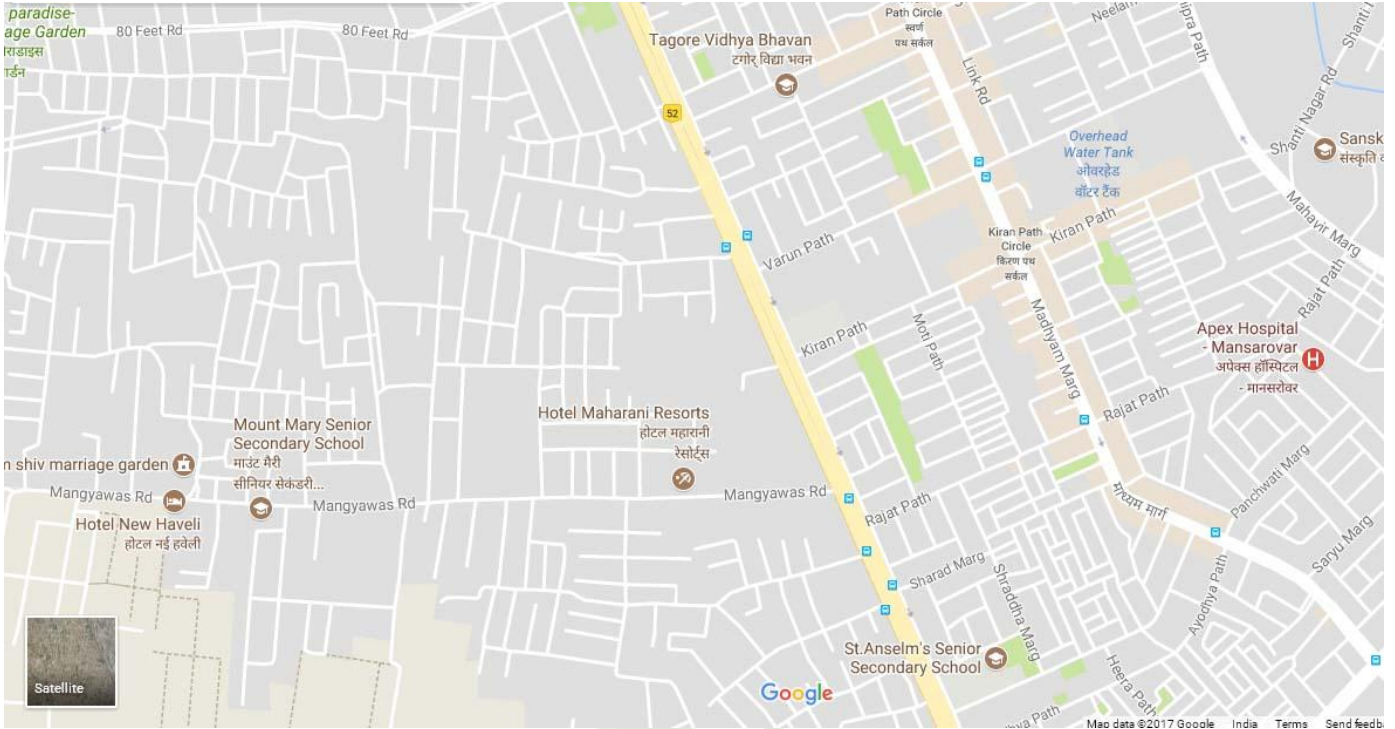 paradise-
age Garden
गार्डन
80 Feet Rd
80 Feet Rd
Tagore Vidhya Bhavan
टगोर् विद्या भवन
52
Path Circle
स्वर्ण
पथ सर्कल
Link Rd
Shanti Nagar Rd
Overhead
Water Tank
ओवरहेड
वॉटर टैंक
Sansk
Mahavir Marg
Varun Path
Kiran Path
Circle
किरण पथ
सर्कल
Kiran Path
Kiran Path
Moti Path
Madhyam Marg
Rajat Path
Apex Hospital
- Mansarovar
अपेक्स हॉस्पिटल
- मानसरोवर
H
Rajat Path
Hotel Maharani Resorts
होटल महारानी
रेसोर्ट्स
Mount Mary Senior
Secondary School
माउंट मैरी
सीनियर सेकंडरी...
shiv marriage garden
Mangyawas Rd
Mangyawas Rd
Mangyawas Rd
Hotel New Haveli
होटल नई हवेली
Rajat Path
माध्यम मार्ग
Panchwati Marg
Saryu Marg
Ayodhya Path
Sharad Marg
Shraddha Marg
St.Anselm's Senior
Secondary School
Heera Path
Path
Satellite
Google
Map data ©2017 Google India Terms Send feedba